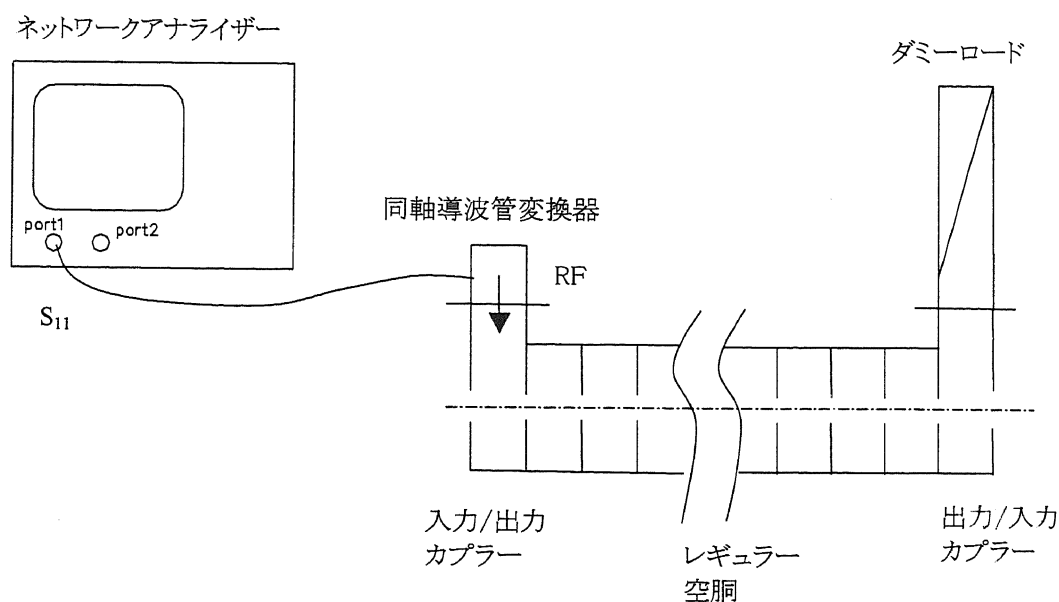 ネットワークアナライザー
ダミーロード
同軸導波管変換器
port1
port2
RF
S11
入力/出力
カプラー
レギュラー
空胴
出力/入力
カプラー